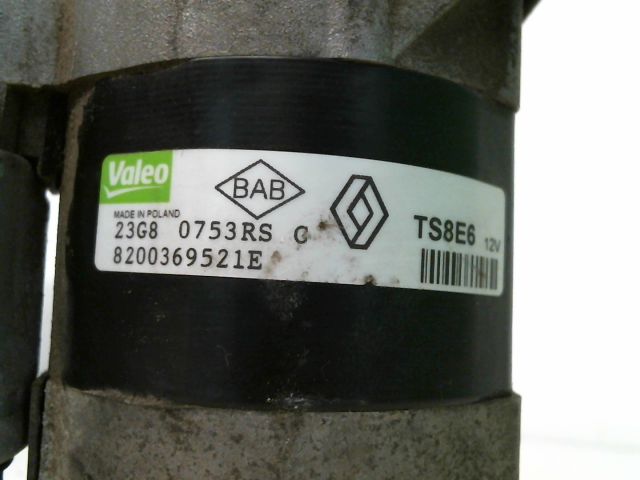 Valeo
BAB
MADE IN POLAND
23G8 0753RS C
TS8E6 12V
8200369521E